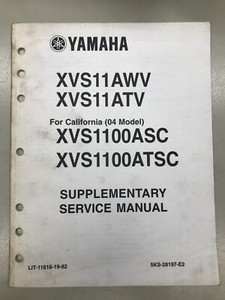 YAMAHA
XVS11AWV
XVS11ATV
For California (04 Model)
XVS1100ASC
XVS1100ATSC
SUPPLEMENTARY
SERVICE MANUAL
LIT-11616-19-82
5KS-28197-E2